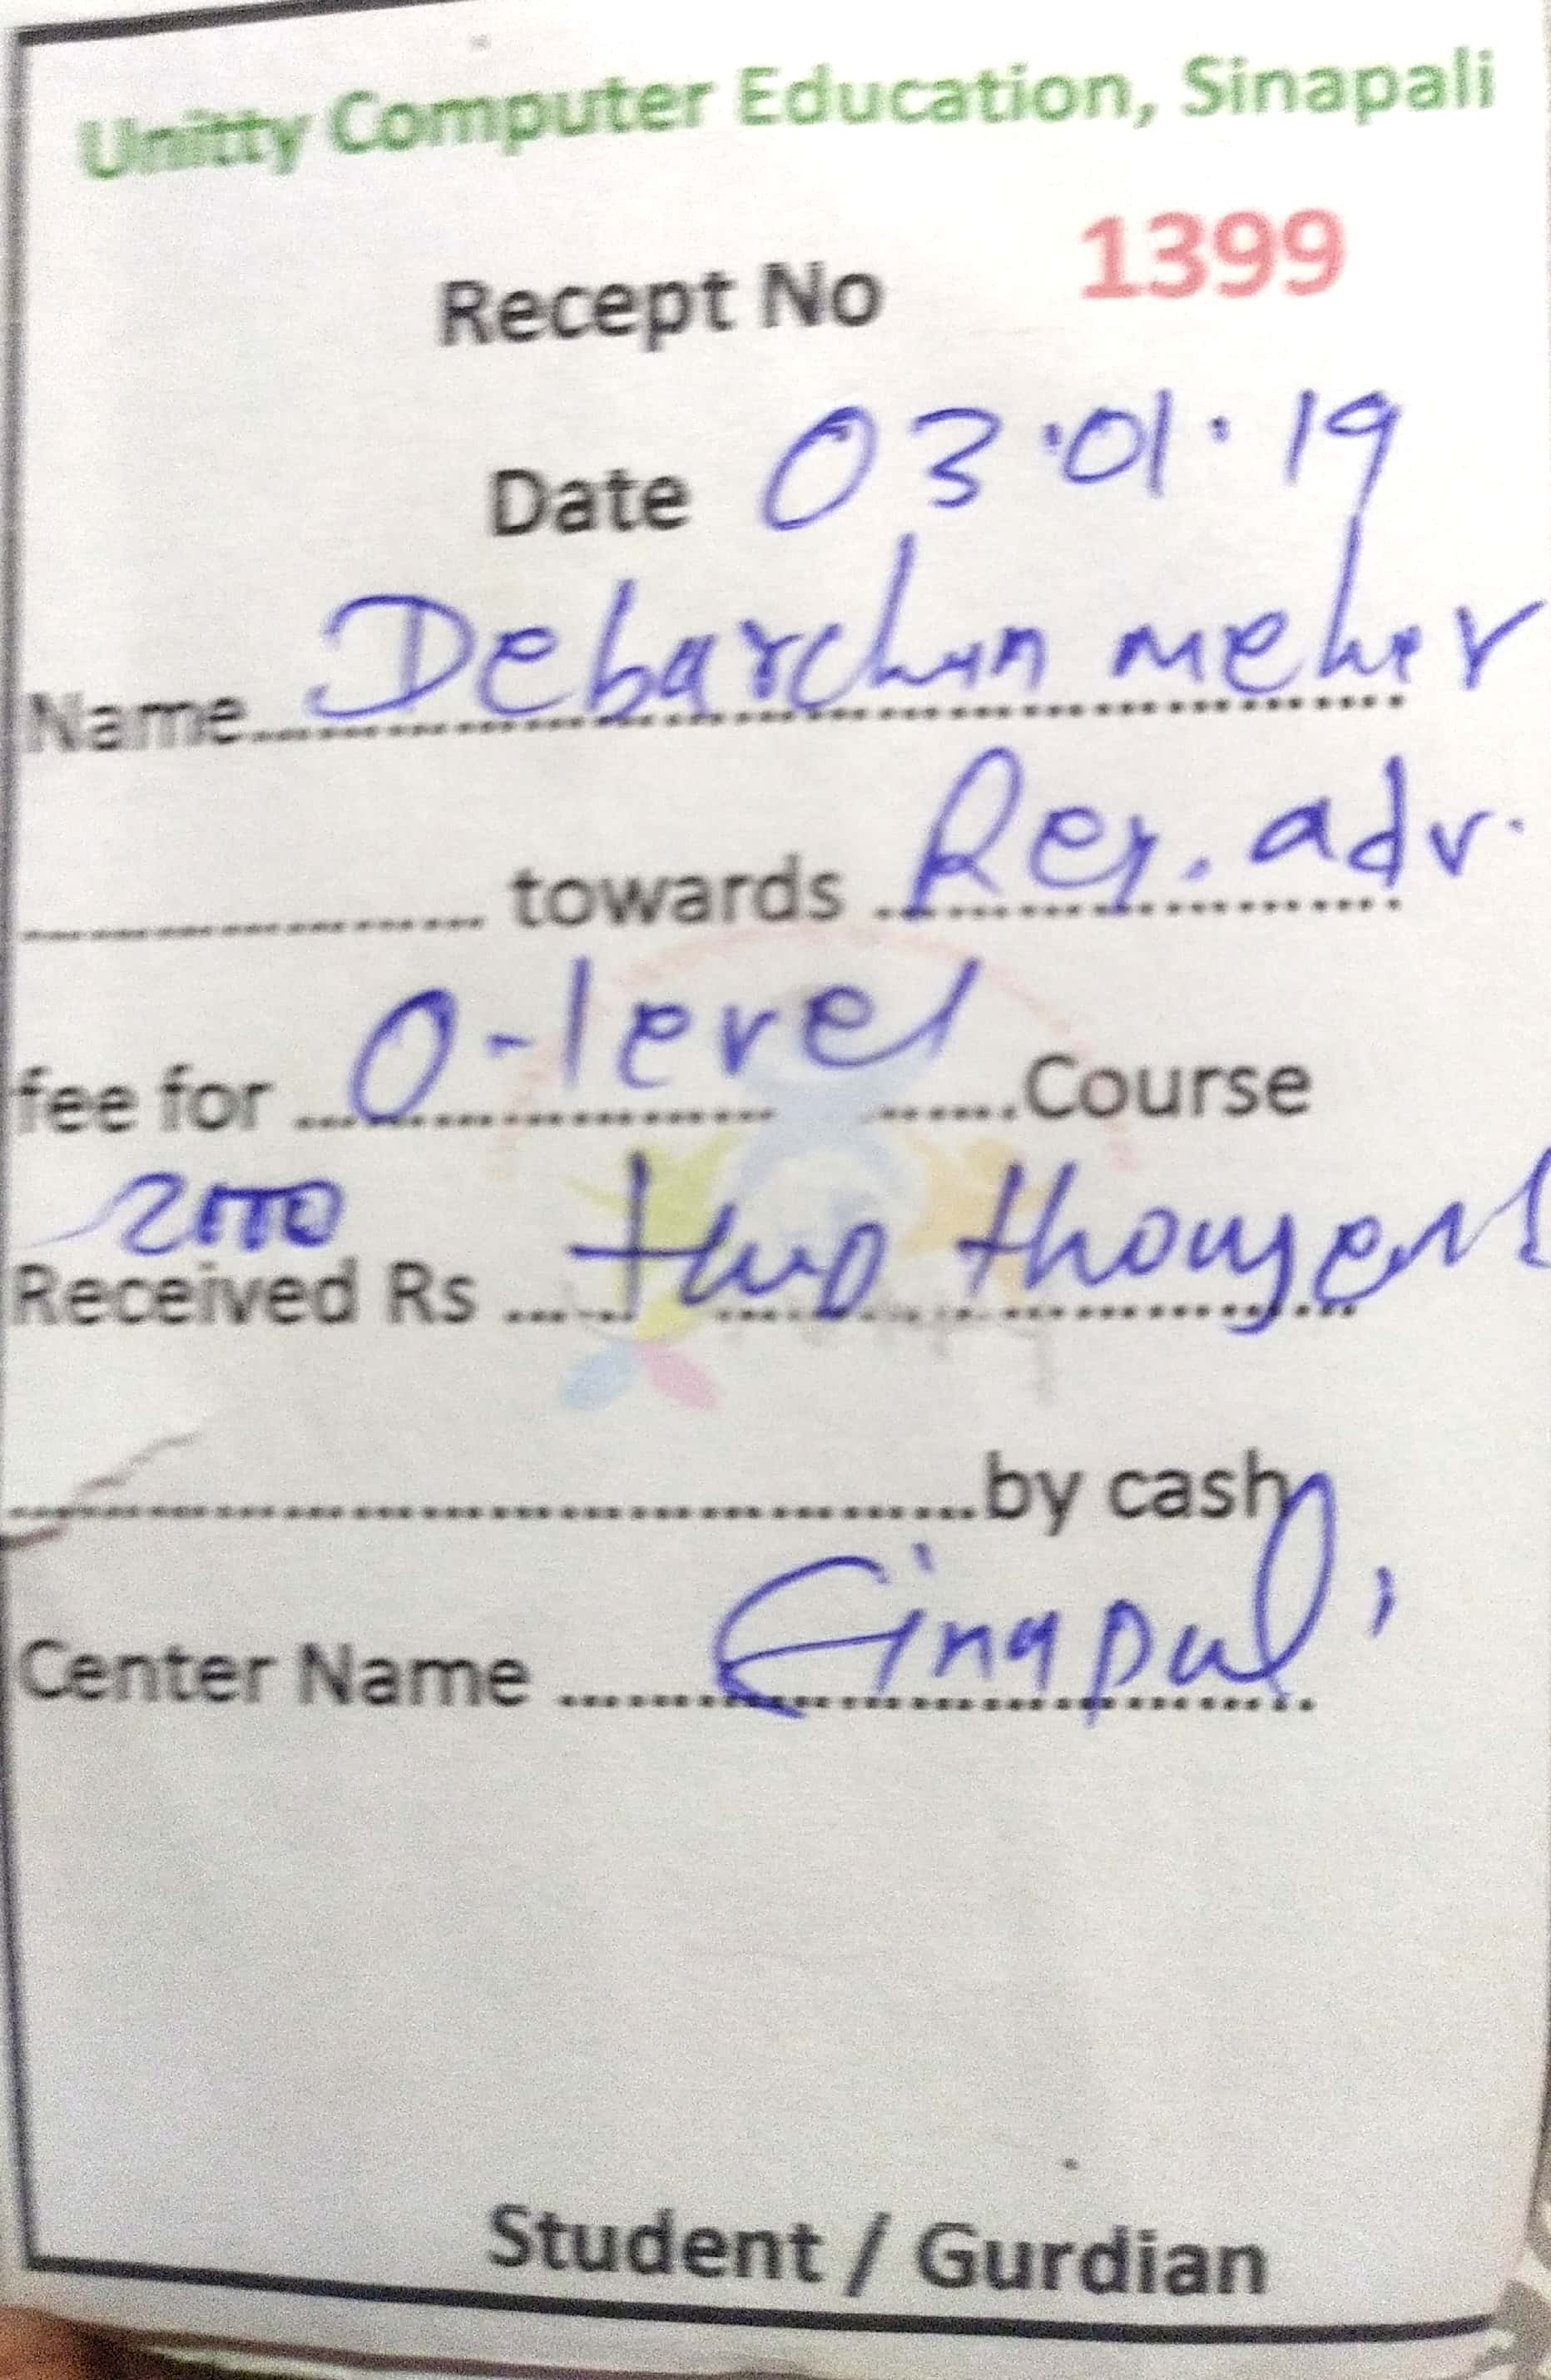 Unitty Computer Education, Sinapali
Recept No 1399
Date 03.01.19
Name Debarchan meher
towards Reg. adv.
fee for O-level Course
2000
Received Rs two thousand
by cash
Center Name Sinapali
Student / Gurdian